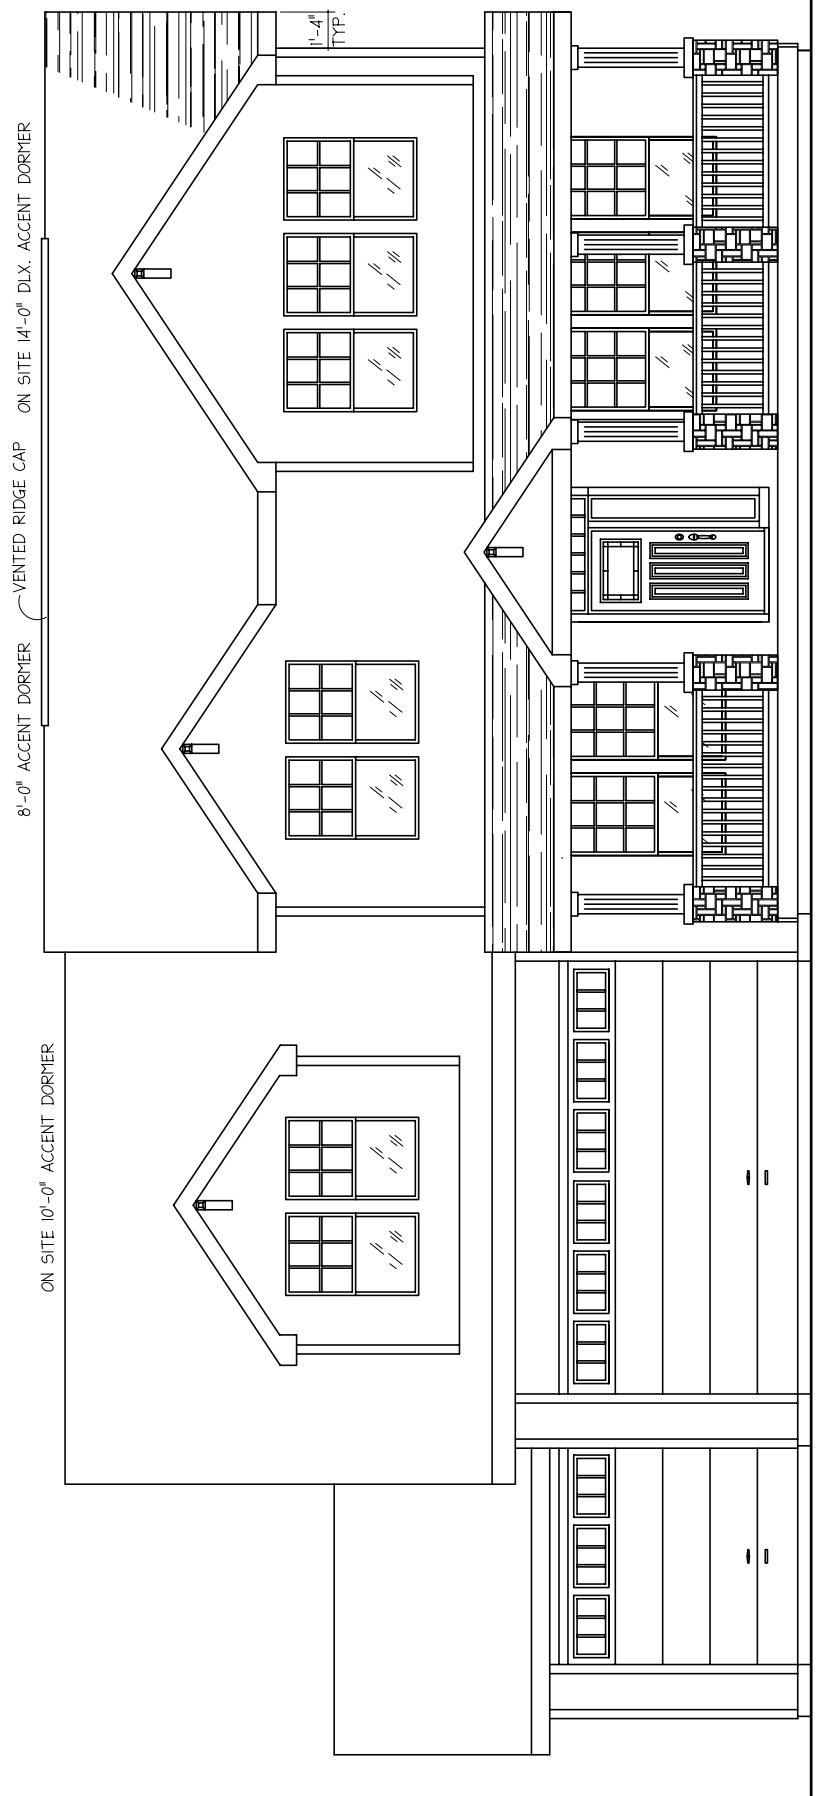 ON SITE 10'-0" ACCENT DORMER
8'-0" ACCENT DORMER
VENTED RIDGE CAP
ON SITE 14'-0" DLX. ACCENT DORMER
1'-4"
TYP.